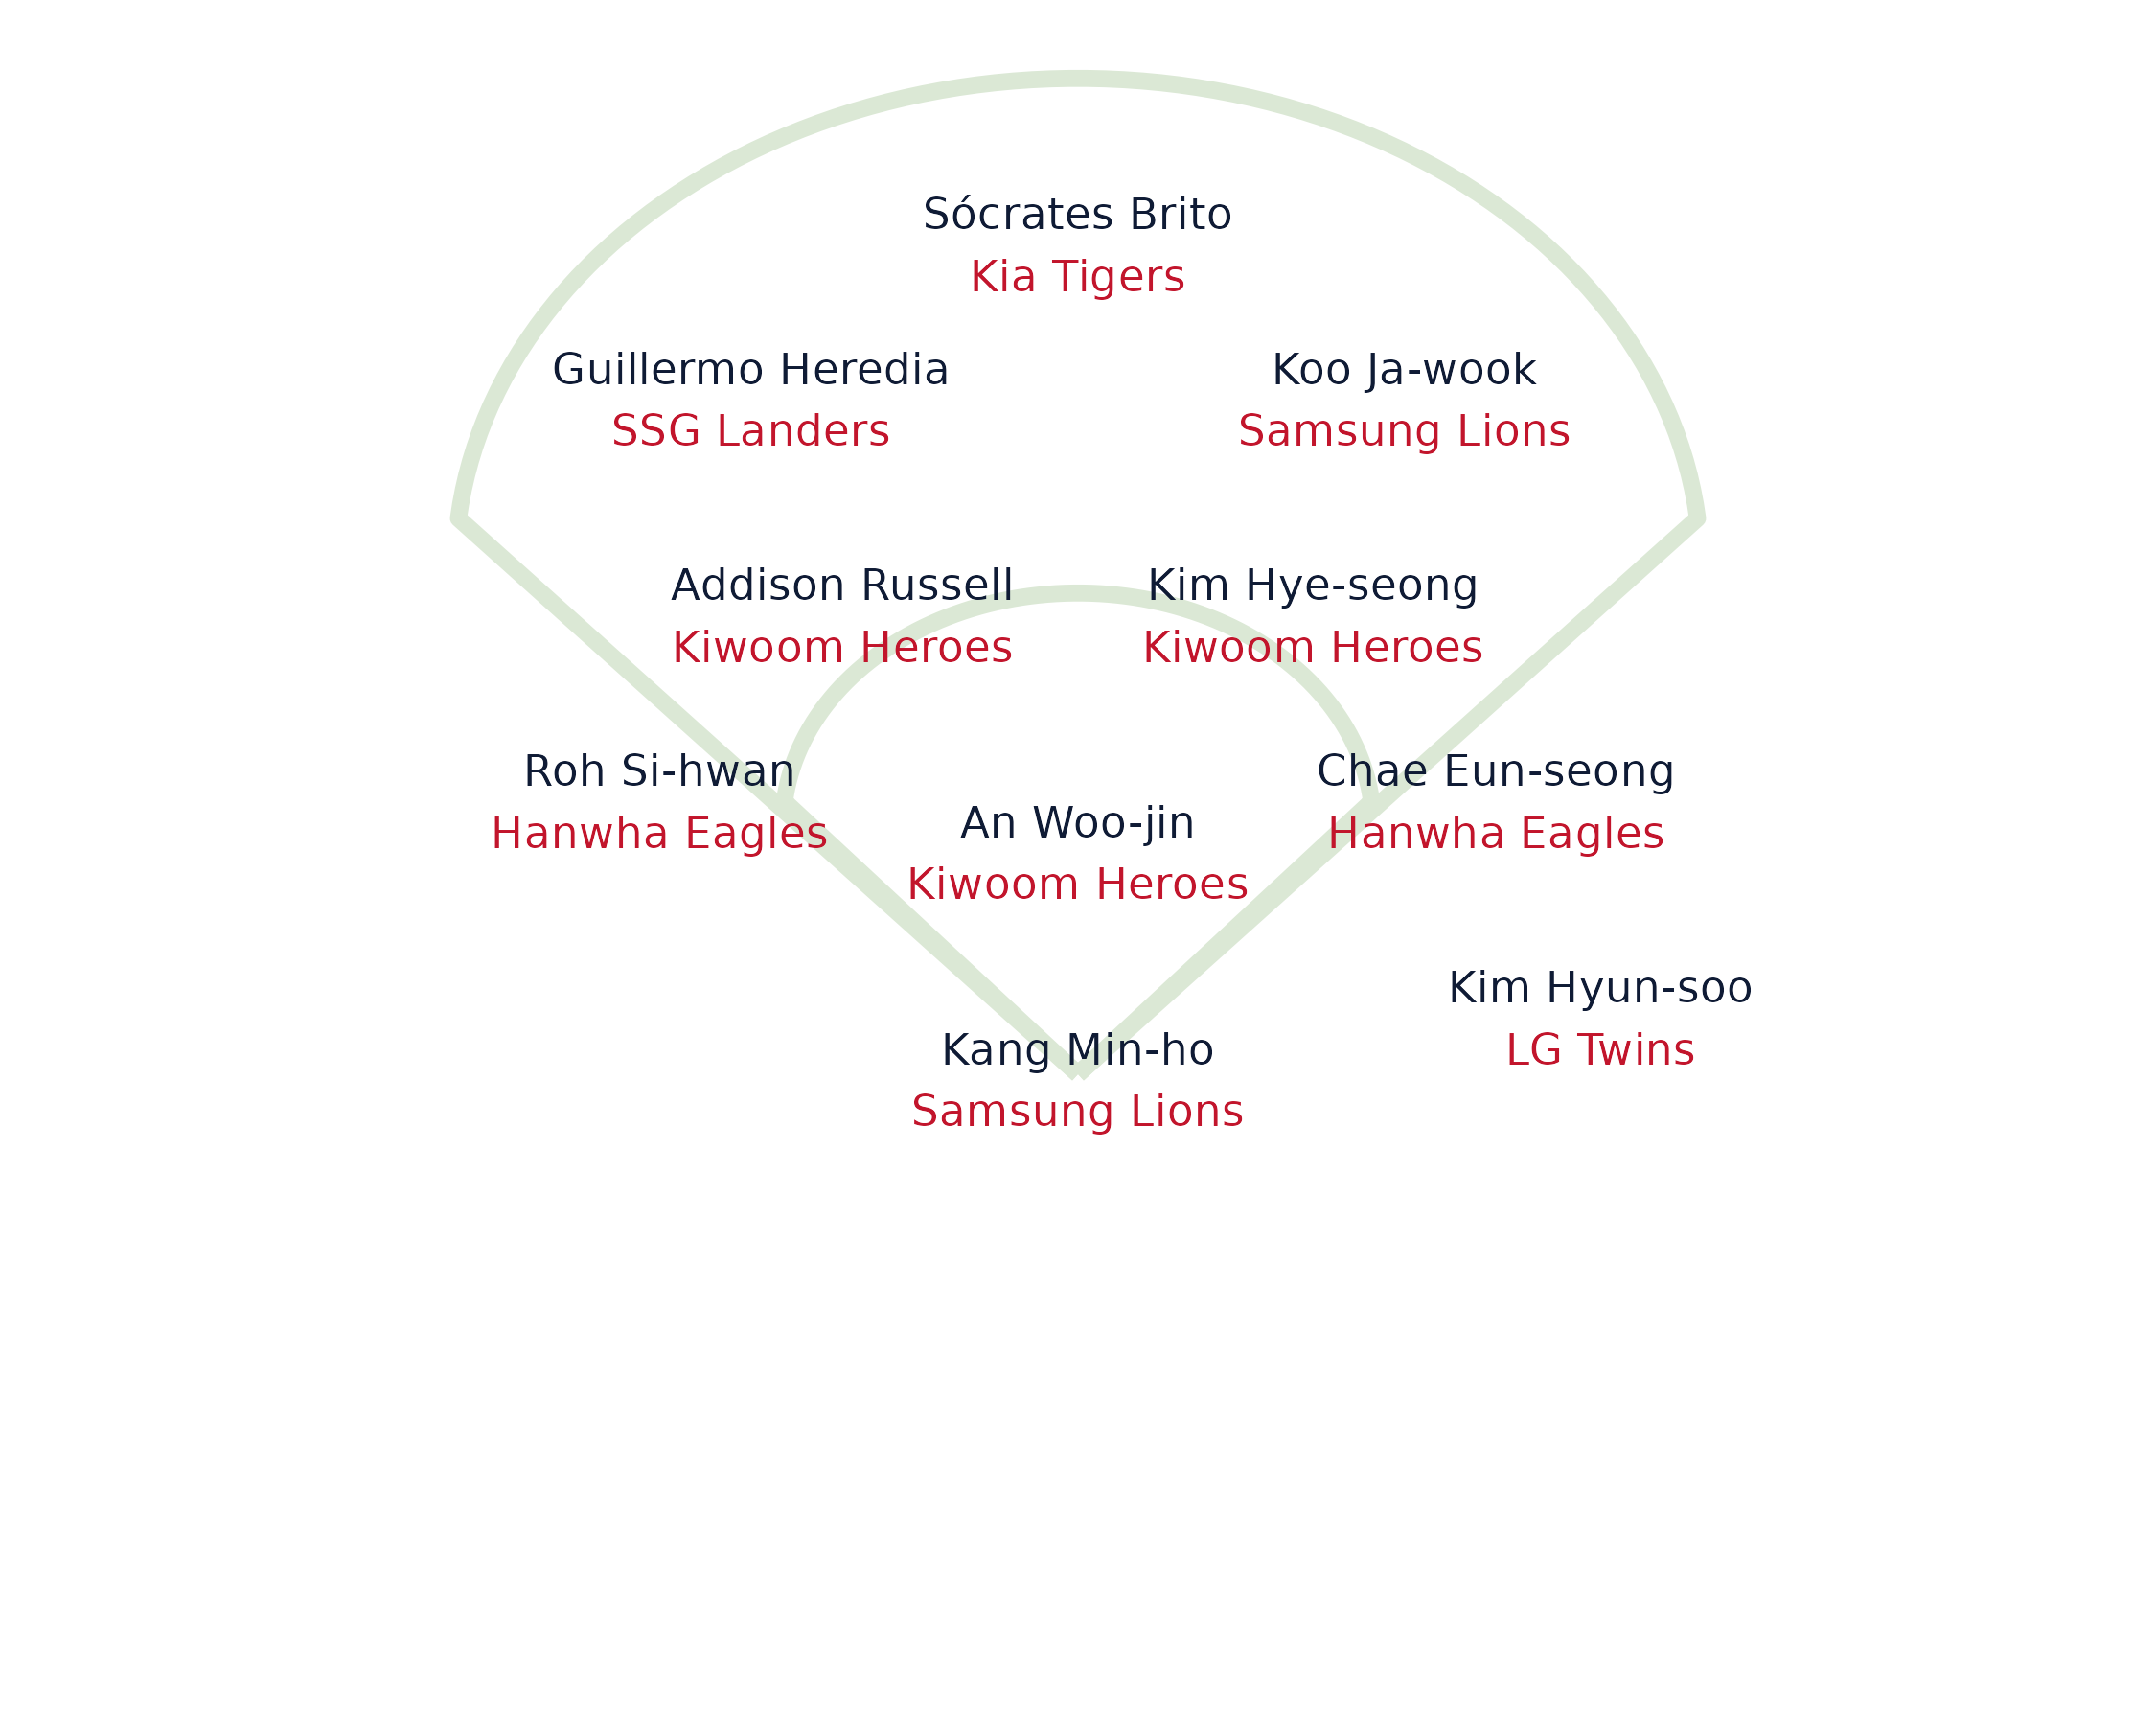 Sócrates Brito
Kia Tigers
Guillermo Heredia
SSG Landers
Koo Ja-wook
Samsung Lions
Addison Russell
Kiwoom Heroes
Kim Hye-seong
Kiwoom Heroes
Roh Si-hwan
Hanwha Eagles
An Woo-jin
Kiwoom Heroes
Chae Eun-seong
Hanwha Eagles
Kang Min-ho
Samsung Lions
Kim Hyun-soo
LG Twins